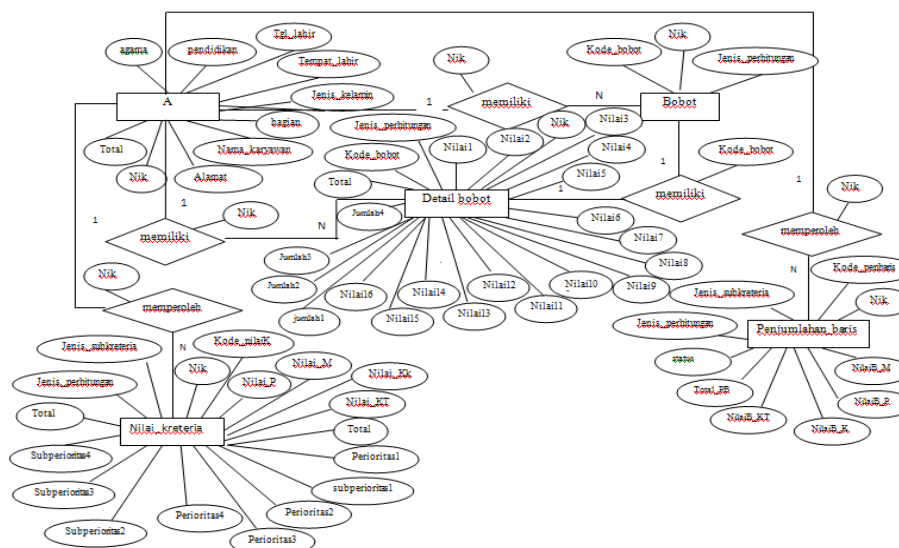 agama
pendidikan
Tgl_lahir
Tempat_lahir
Jenis_kelamin
A
bagian
Total
Nama_karyawan
Nik
Alamat
1
Nik
memiliki
N
Kode_bobot
Nik
Jenis_perhitungan
Bobot
Jenis_perhitungan
Nilai1
Nilai2
Nik
Nilai3
Nilai4
Nilai5
Kode_bobot
Total
Detail bobot
1
1
memiliki
Kode_bobot
1
Jumlah4
Nilai6
Nilai7
Nilai8
Nilai9
Nilai10
Nilai11
Nilai12
Nilai13
Nilai14
Nilai15
Nilai16
Jumlah3
Jumlah2
jumlah1
1
1
Nik
memiliki
N
Nik
memperoleh
N
Nik
memperoleh
N
Kode_penbaris
Jenis_subkreteria
Nik
Jenis_perhitungan
Penjumlahan_baris
status
Total_PB
NilaiB_KT
NilaiB_K
NilaiB_P
NilaiB_M
Jenis_subkreteria
Kode_nilaiK
Nik
Nilai_P
Nilai_M
Nilai_Kk
Jenis_perhitungan
Nilai_KT
Total
Nilai_kreteria
Total
Subperioritas4
Perioritas1
Subperioritas3
subperioritas1
Subperioritas2
Perioritas4
Perioritas2
Perioritas3